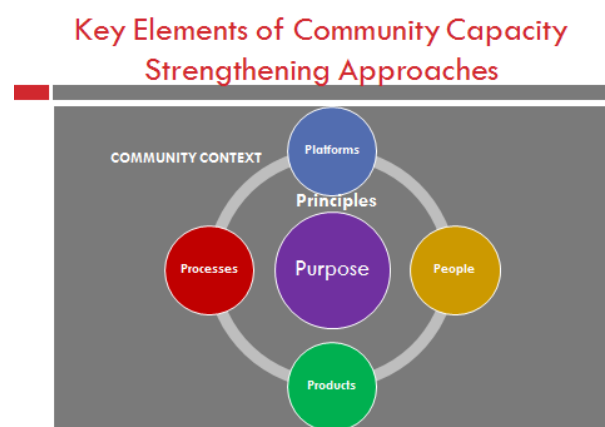 Key Elements of Community Capacity
Strengthening Approaches
Platforms
COMMUNITY CONTEXT
Principles
Processes
Purpose
People
Products